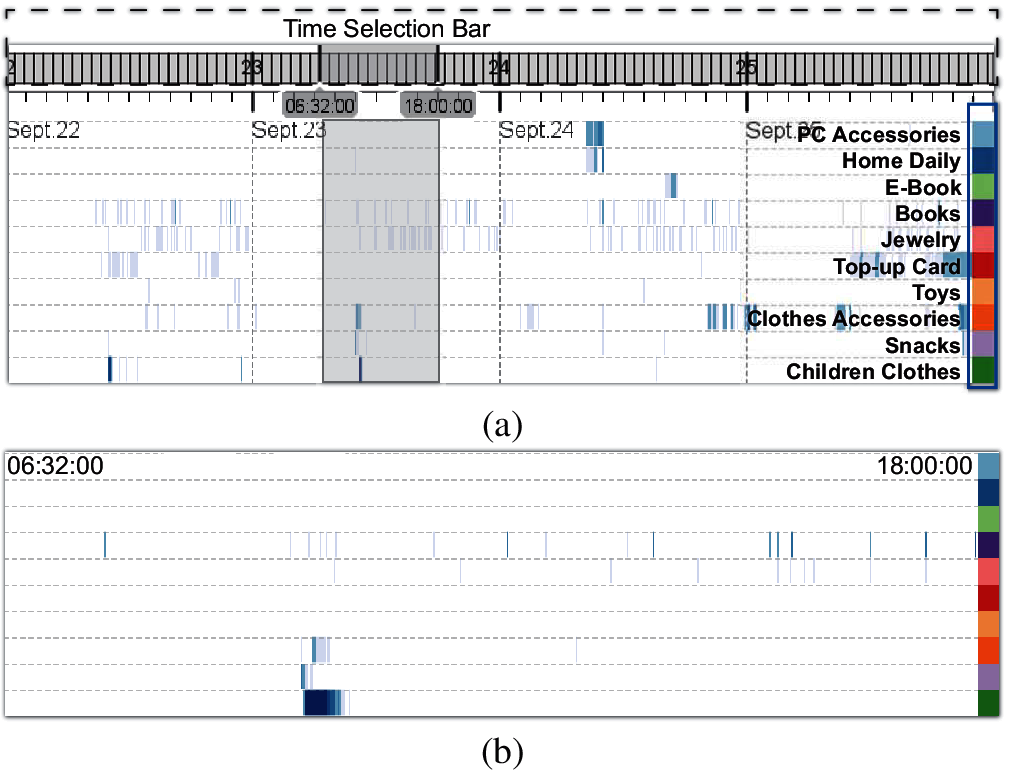 Time Selection Bar
2 23 24 25
06:32:00 18:00:00
Sept.22 Sept.23 Sept.24 Sept.25
PC Accessories
Home Daily
E-Book
Books
Jewelry
Top-up Card
Toys
Clothes Accessories
Snacks
Children Clothes
(a)
06:32:00 18:00:00
(b)